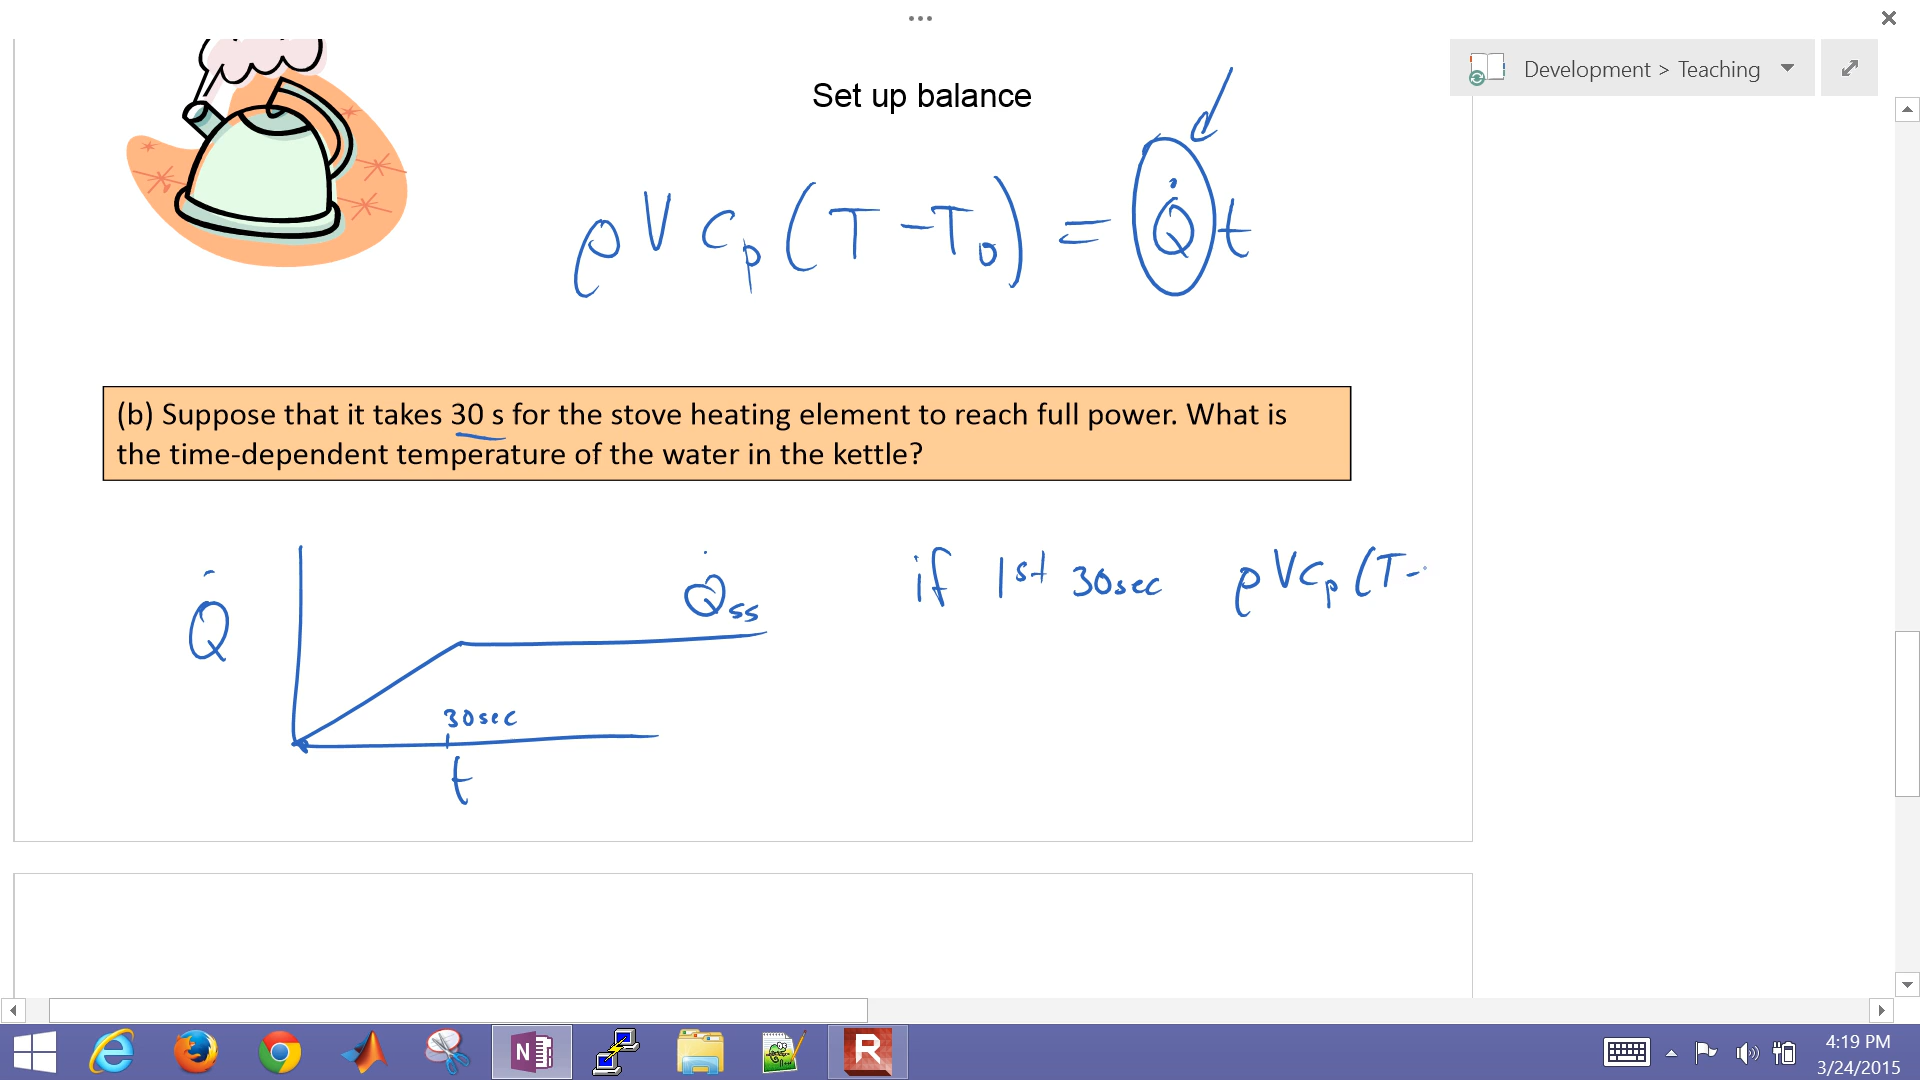 Development > Teaching
Set up balance
ρVCp(T-T0) = Q̇t
(b) Suppose that it takes 30 s for the stove heating element to reach full power. What is
the time-dependent temperature of the water in the kettle?
Q̇
Q̇ss
30sec
t
if 1st 30sec ρVCp(T-
N
R
4:19 PM
3/24/2015